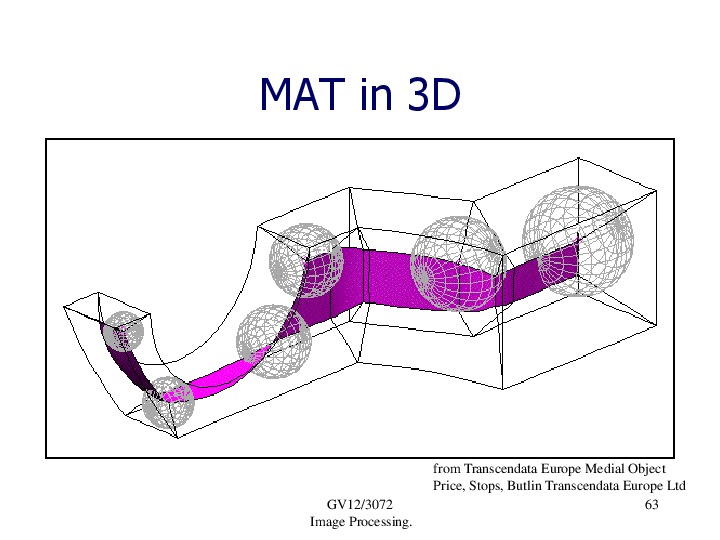 MAT in 3D
from Transcendata Europe Medial Object
Price, Stops, Butlin Transcendata Europe Ltd
GV12/3072
Image Processing.
63